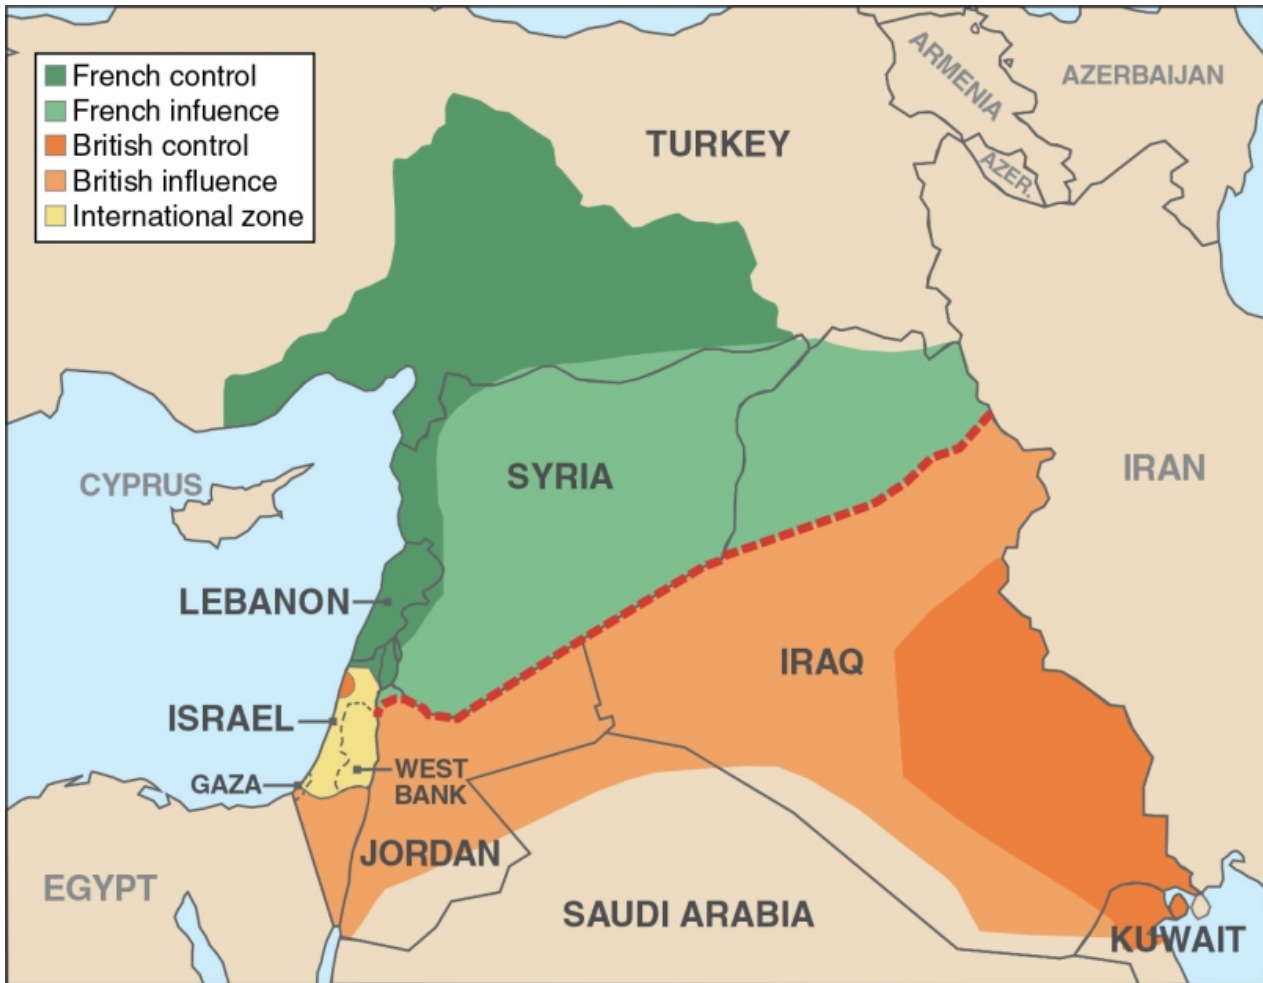 French control
French infuence
British control
British influence
International zone
TURKEY
ARMENIA
AZERBAIJAN
AZER.
CYPRUS
SYRIA
IRAN
LEBANON
IRAQ
ISRAEL
GAZA
WEST
BANK
JORDAN
EGYPT
SAUDI ARABIA
KUWAIT